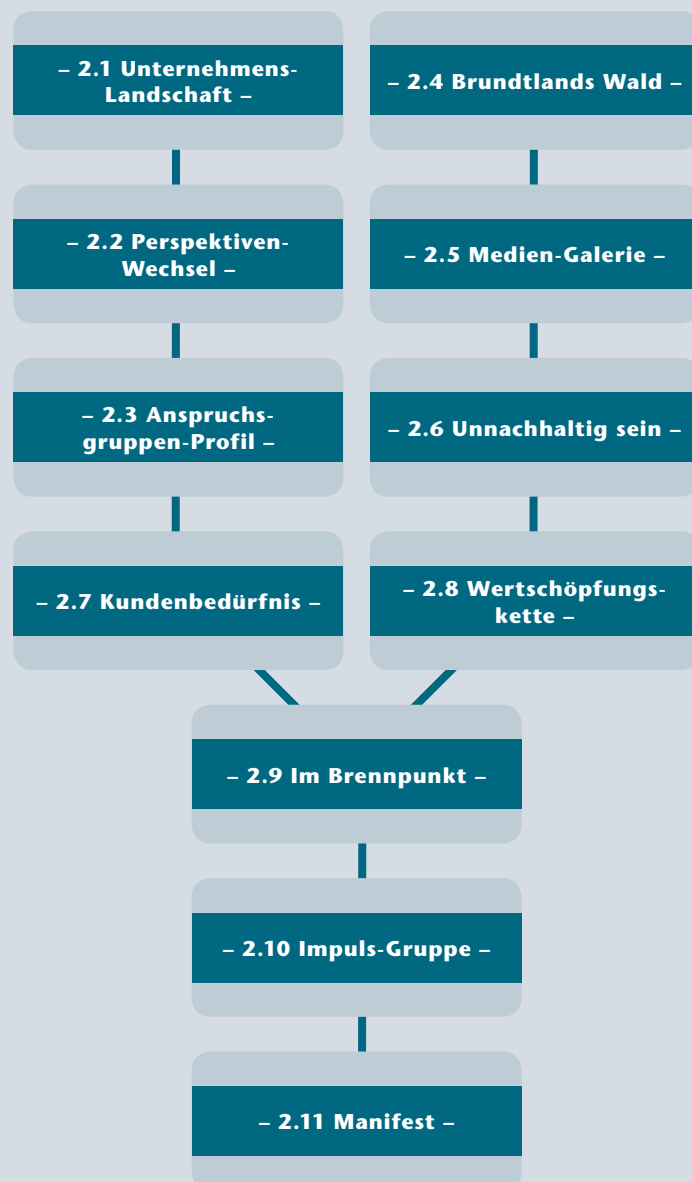 – 2.1 Unternehmens-
Landschaft –
– 2.4 Brundtlands Wald –
– 2.2 Perspektiven-
Wechsel –
– 2.5 Medien-Galerie –
– 2.3 Anspruchs-
gruppen-Profil –
– 2.6 Unnachhaltig sein –
– 2.7 Kundenbedürfnis –
– 2.8 Wertschöpfungs-
kette –
– 2.9 Im Brennpunkt –
– 2.10 Impuls-Gruppe –
– 2.11 Manifest –